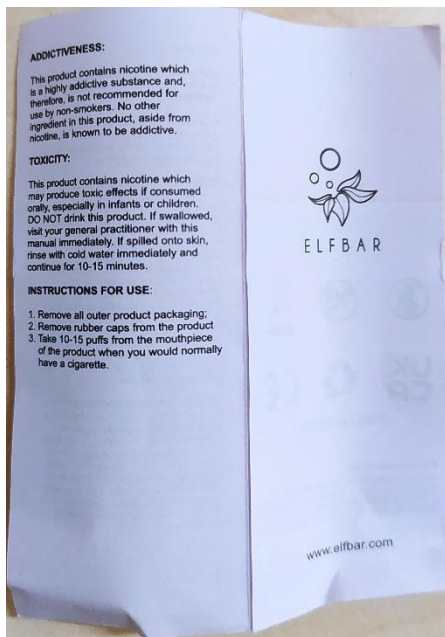 ADDICTIVENESS:
This product contains nicotine which
is a highly addictive substance and,
therefore, is not recommended for
use by non-smokers. No other
ingredient in this product, aside from
nicotine, is known to be addictive.
TOXICITY:
This product contains nicotine which
may produce toxic effects if consumed
orally, especially in infants or children.
DO NOT drink this product. If swallowed,
visit your general practitioner with this
manual immediately. If spilled onto skin,
rinse with cold water immediately and
continue for 10-15 minutes.
INSTRUCTIONS FOR USE:
1. Remove all outer product packaging;
2. Remove rubber caps from the product
3. Take 10-15 puffs from the mouthpiece
of the product when you would normally
have a cigarette.
ELFBAR
www.elfbar.com